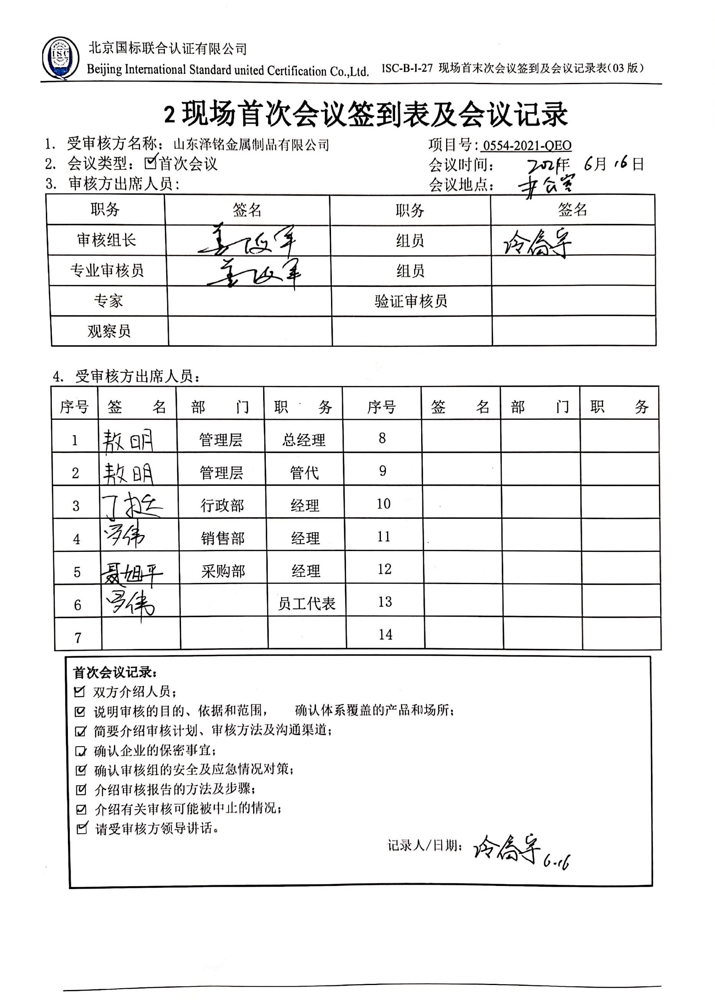 ISC
北京国标联合认证有限公司
Beijing International Standard united Certification Co.,Ltd. ISC-B-I-27 现场首末次会议签到及会议记录表(03 版)
2 现场首次会议签到表及会议记录
1. 受审核方名称：山东泽铭金属制品有限公司 项目号：0554-2021-QEO
2. 会议类型：☑首次会议 会议时间： 2021年 6月 16日
3. 审核方出席人员： 会议地点： 办公室
职务 签名 职务 签名
审核组长 组员
专业审核员 组员
专家 验证审核员
观察员
4. 受审核方出席人员：
序号 签 名 部 门 职 务 序号 签 名 部 门 职 务
1 敖明 管理层 总经理 8
2 敖明 管理层 管代 9
3 丁 行政部 经理 10
4 罗伟 销售部 经理 11
5 聂旭平 采购部 经理 12
6 罗伟 员工代表 13
7 14
首次会议记录：
☑ 双方介绍人员；
☑ 说明审核的目的、依据和范围， 确认体系覆盖的产品和场所；
☑ 简要介绍审核计划、审核方法及沟通渠道；
☑ 确认企业的保密事宜；
☑ 确认审核组的安全及应急情况对策；
☑ 介绍审核报告的方法及步骤；
☑ 介绍有关审核可能被中止的情况；
☑ 请受审核方领导讲话。
记录人/日期： 6.16